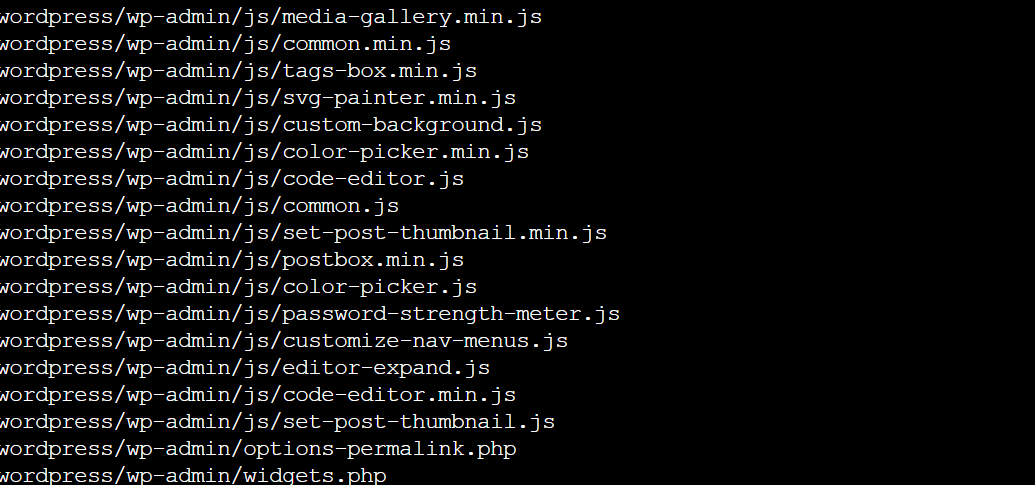 wordpress/wp-admin/js/media-gallery.min.js
wordpress/wp-admin/js/common.min.js
wordpress/wp-admin/js/tags-box.min.js
wordpress/wp-admin/js/svg-painter.min.js
wordpress/wp-admin/js/custom-background.js
wordpress/wp-admin/js/color-picker.min.js
wordpress/wp-admin/js/code-editor.js
wordpress/wp-admin/js/common.js
wordpress/wp-admin/js/set-post-thumbnail.min.js
wordpress/wp-admin/js/postbox.min.js
wordpress/wp-admin/js/color-picker.js
wordpress/wp-admin/js/password-strength-meter.js
wordpress/wp-admin/js/customize-nav-menus.js
wordpress/wp-admin/js/editor-expand.js
wordpress/wp-admin/js/code-editor.min.js
wordpress/wp-admin/js/set-post-thumbnail.js
wordpress/wp-admin/options-permalink.php
wordpress/wp-admin/widgets.php